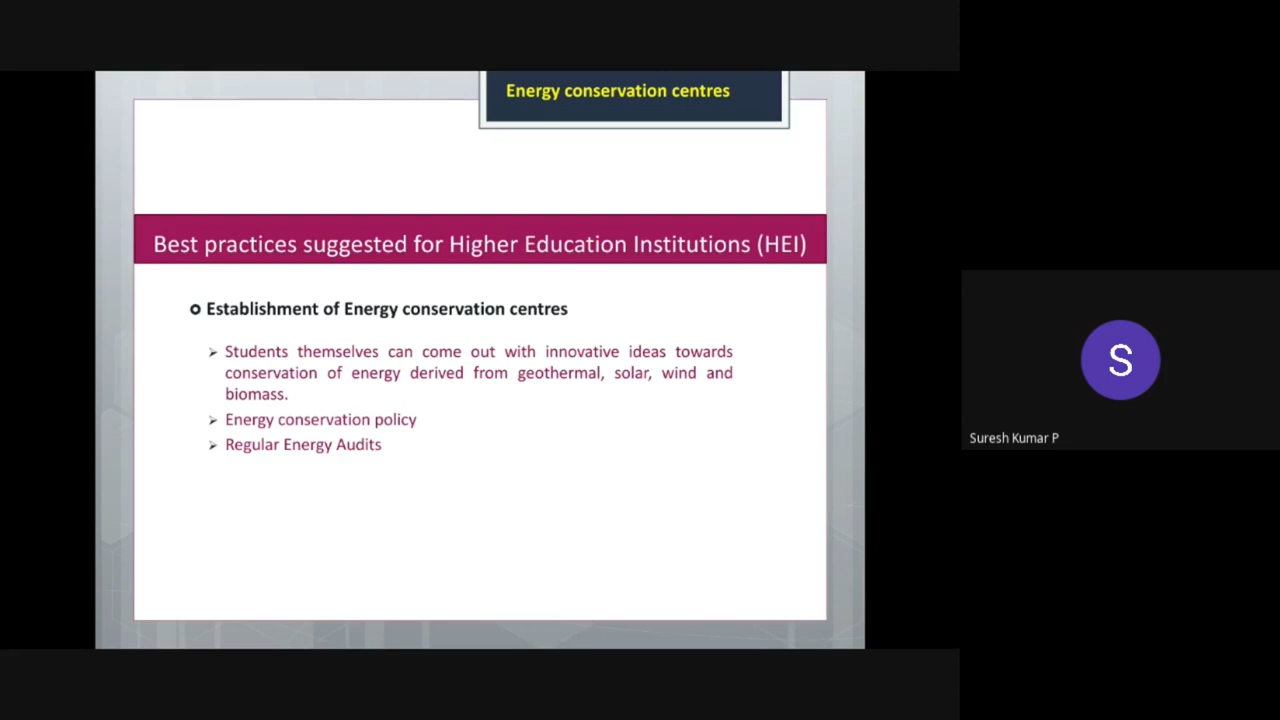 Energy conservation centres
Best practices suggested for Higher Education Institutions (HEI)
Establishment of Energy conservation centres
Students themselves can come out with innovative ideas towards
conservation of energy derived from geothermal, solar, wind and
biomass.
Energy conservation policy
Regular Energy Audits
S
Suresh Kumar P